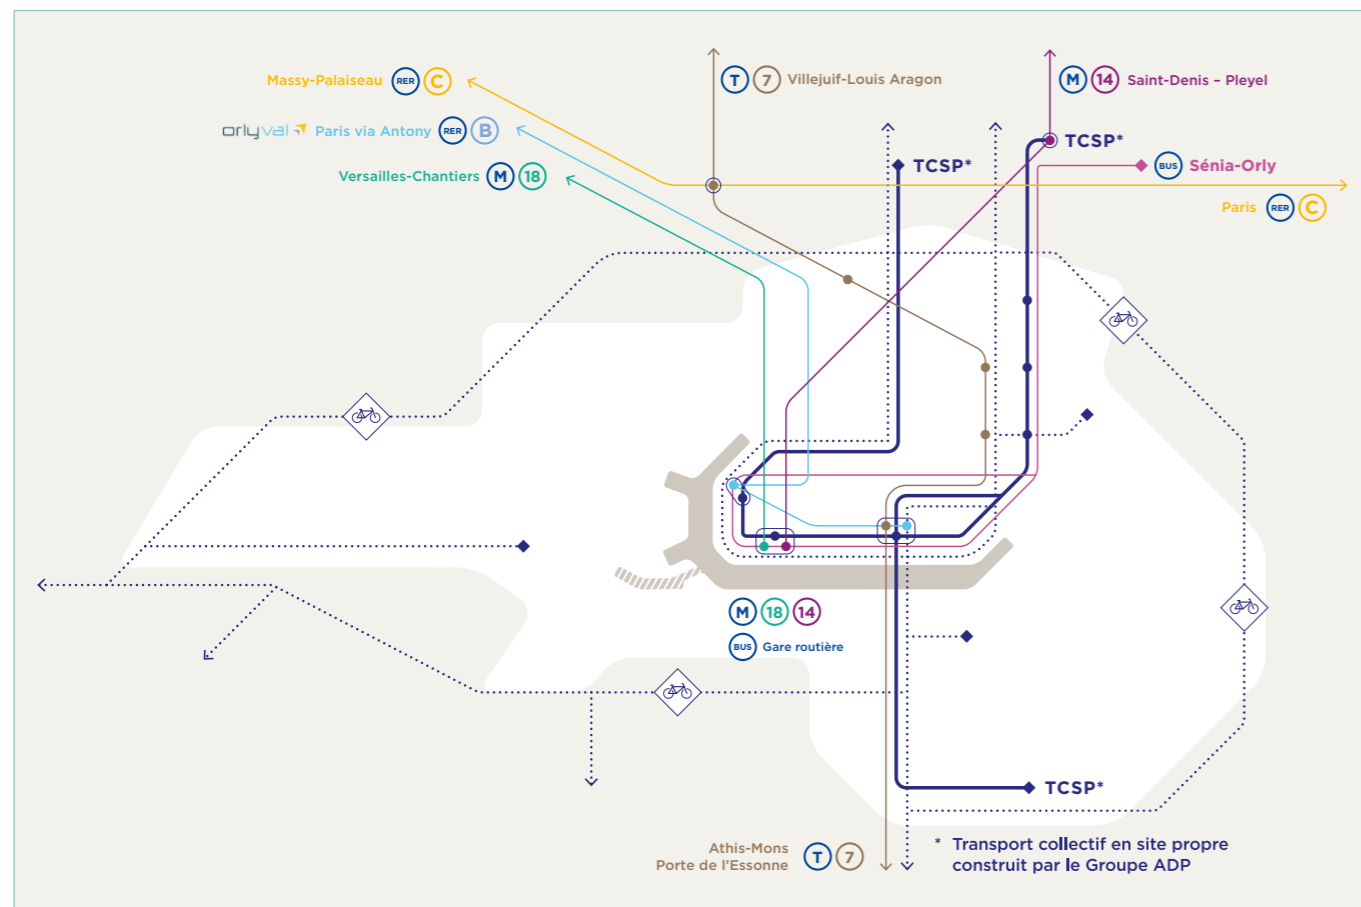 Massy-Palaiseau RER C
T 7 Villejuif-Louis Aragon
M 14 Saint-Denis – Pleyel
orlyval Paris via Antony RER B
TCSP*
TCSP*
BUS Sénia-Orly
Versailles-Chantiers M 18
Paris RER C
M 18 14
BUS Gare routière
TCSP*
Athis-Mons
Porte de l'Essonne T 7
* Transport collectif en site propre
construit par le Groupe ADP